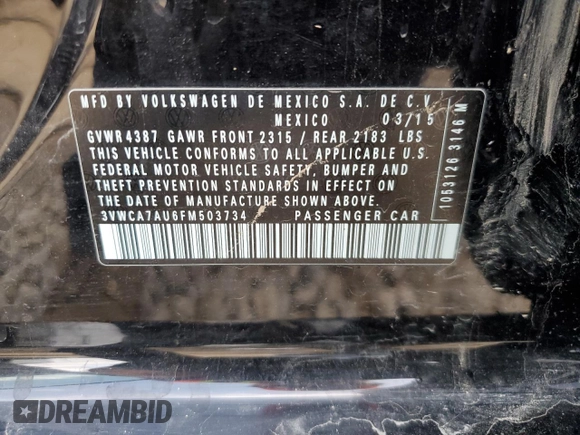 MFD BY VOLKSWAGEN DE MEXICO S.A. DE C.V.
MEXICO 03/15
GVWR 4387 GAWR FRONT 2315 / REAR 2183 LBS
THIS VEHICLE CONFORMS TO ALL APPLICABLE U.S.
FEDERAL MOTOR VEHICLE SAFETY, BUMPER AND
THEFT PREVENTION STANDARDS IN EFFECT ON
THE DATE OF MANUFACTURE SHOWN ABOVE.
3VWCA7AU6FM503734 PASSENGER CAR
1053126 3146 M
DREAMBID